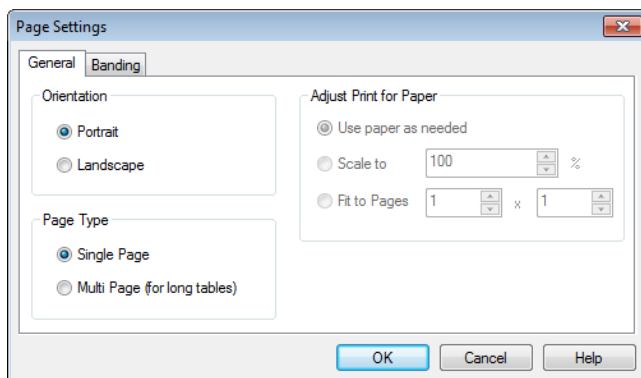 Page Settings
General Banding
Orientation
Portrait
Landscape
Page Type
Single Page
Multi Page (for long tables)
Adjust Print for Paper
Use paper as needed
Scale to 100 %
Fit to Pages 1 x 1
OK Cancel Help